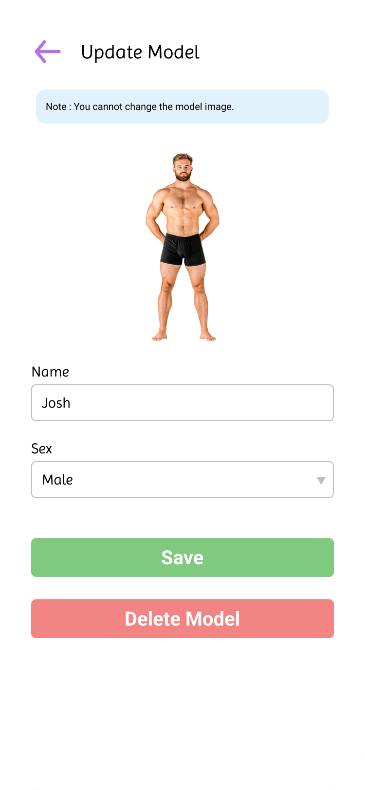 Update Model
Note : You cannot change the model image.
Name
Josh
Sex
Male
Save
Delete Model